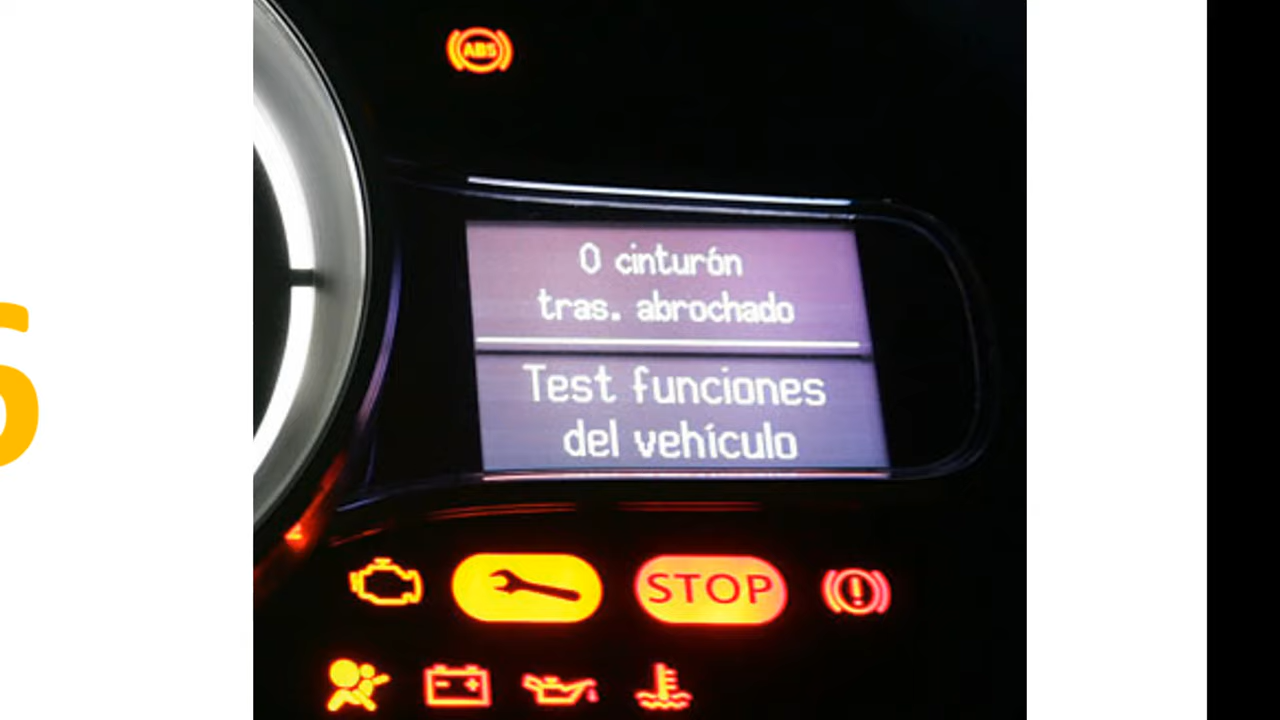 ABS
0 cinturón
tras. abrochado
Test funciones
del vehículo
STOP